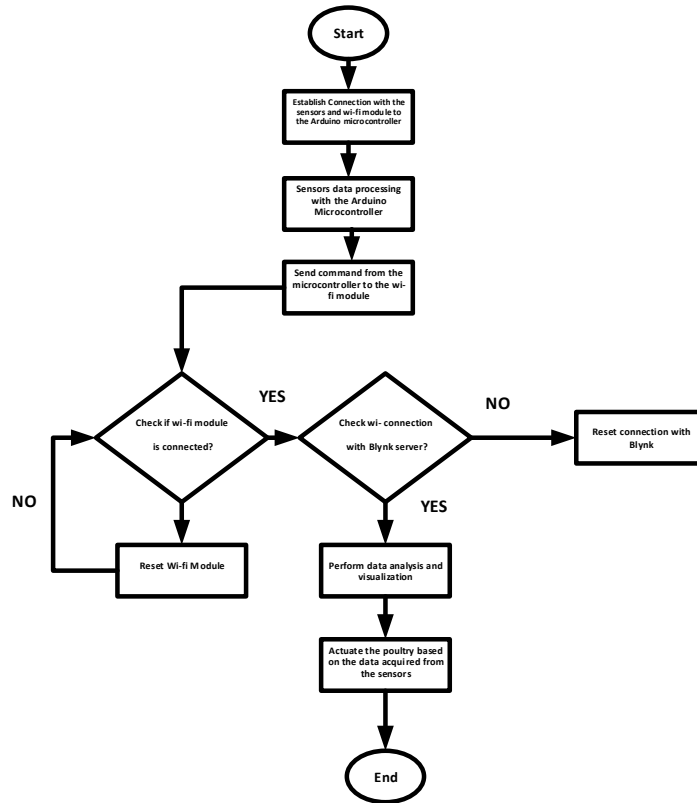 Start
Establish Connection with the
sensors and wi-fi module to
the Arduino microcontroller
Sensors data processing
with the Arduino
Microcontroller
Send command from the
microcontroller to the wi-
fi module
Check if wi-fi module
is connected?
YES
Check wi- connection
with Blynk server?
NO
Reset connection with
Blynk
NO
Reset Wi-fi Module
YES
Perform data analysis and
visualization
Actuate the poultry based
on the data acquired from
the sensors
End